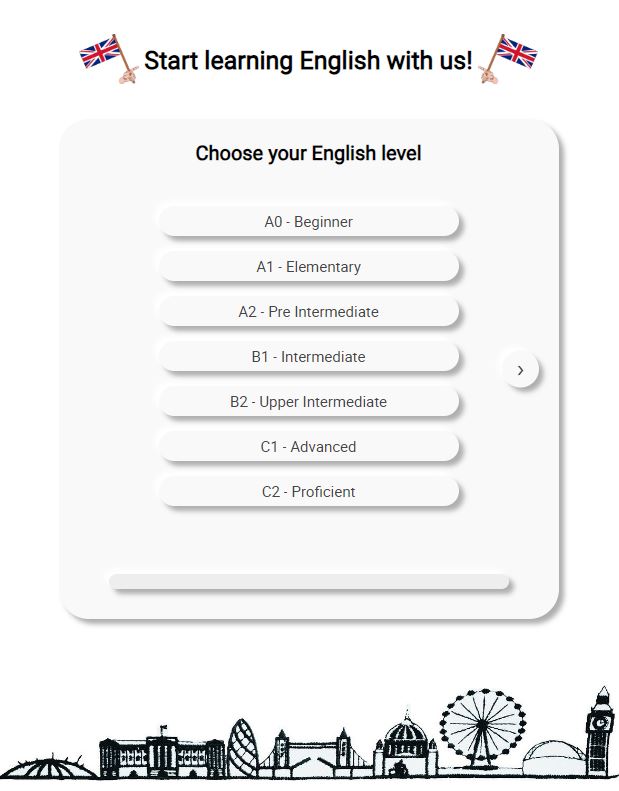 Start learning English with us!
Choose your English level
A0 - Beginner
A1 - Elementary
A2 - Pre Intermediate
B1 - Intermediate
B2 - Upper Intermediate
C1 - Advanced
C2 - Proficient
›